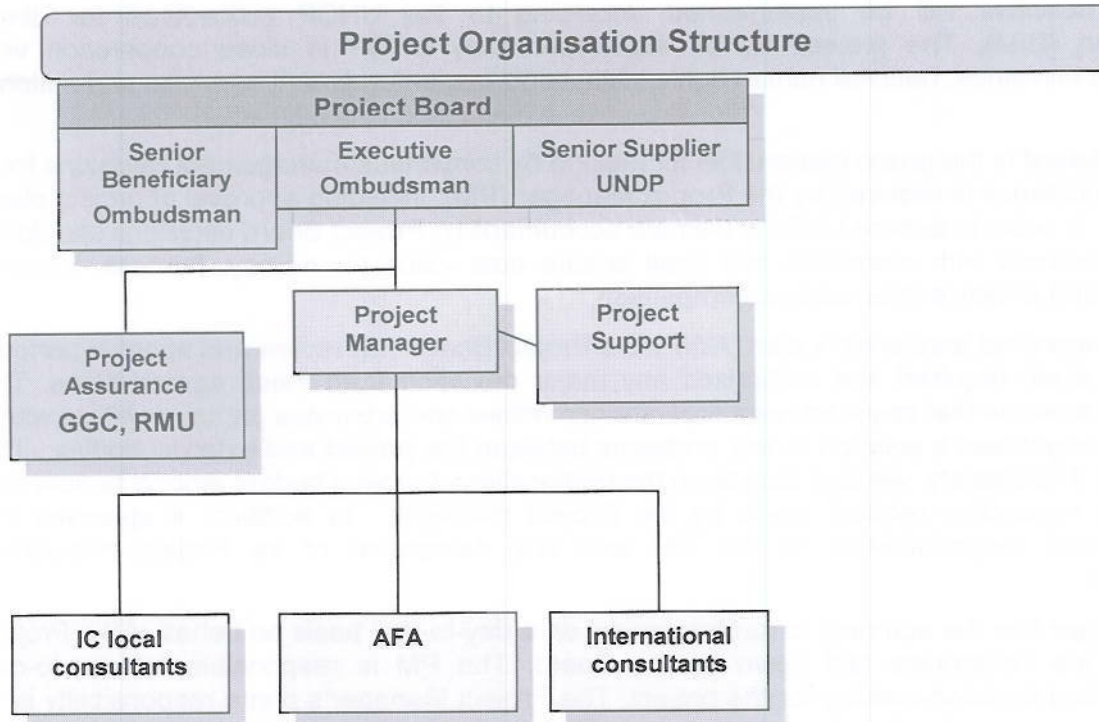 Project Organisation Structure
Project Board
Senior
Beneficiary
Ombudsman
Executive
Ombudsman
Senior Supplier
UNDP
Project
Manager
Project
Support
Project
Assurance
GGC, RMU
IC local
consultants
AFA
International
consultants